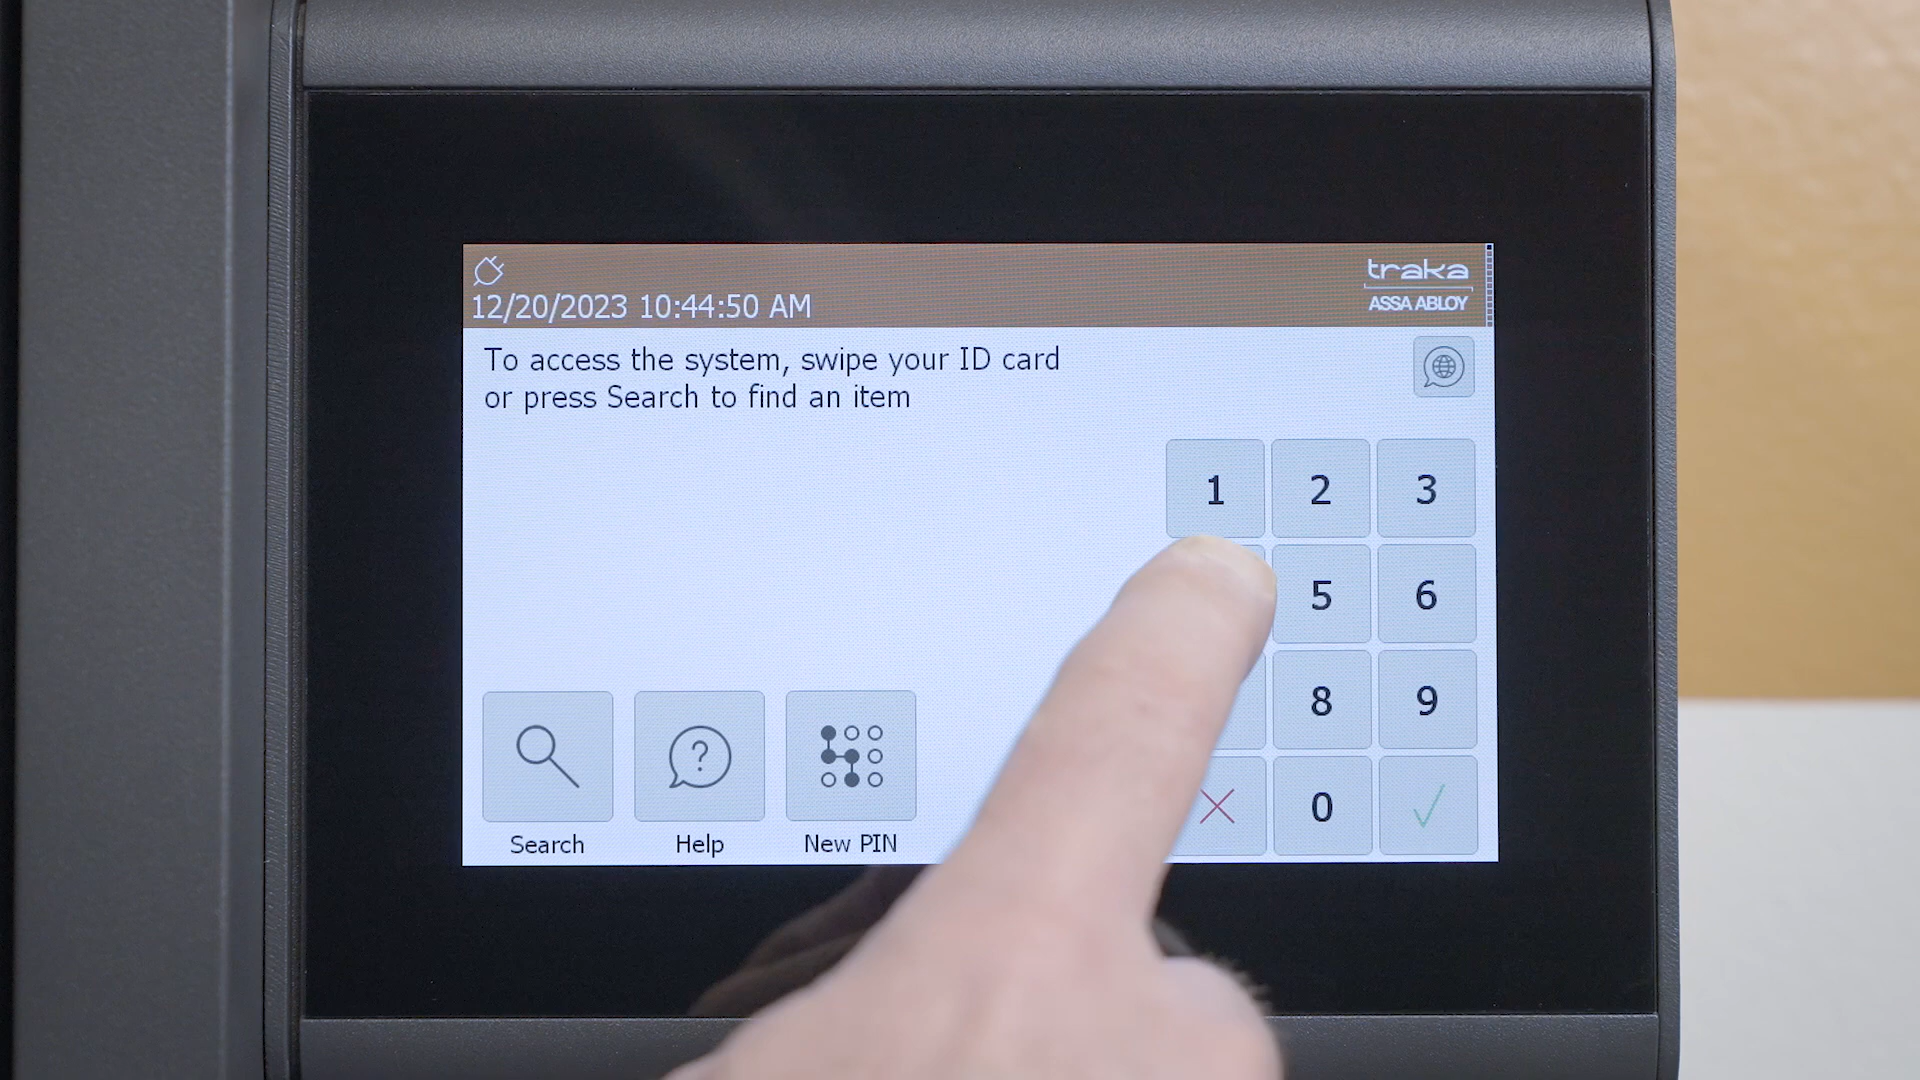 12/20/2023 10:44:50 AM
traka
ASSA ABLOY
To access the system, swipe your ID card
or press Search to find an item
1 2 3
5 6
8 9
0
?
Search Help New PIN